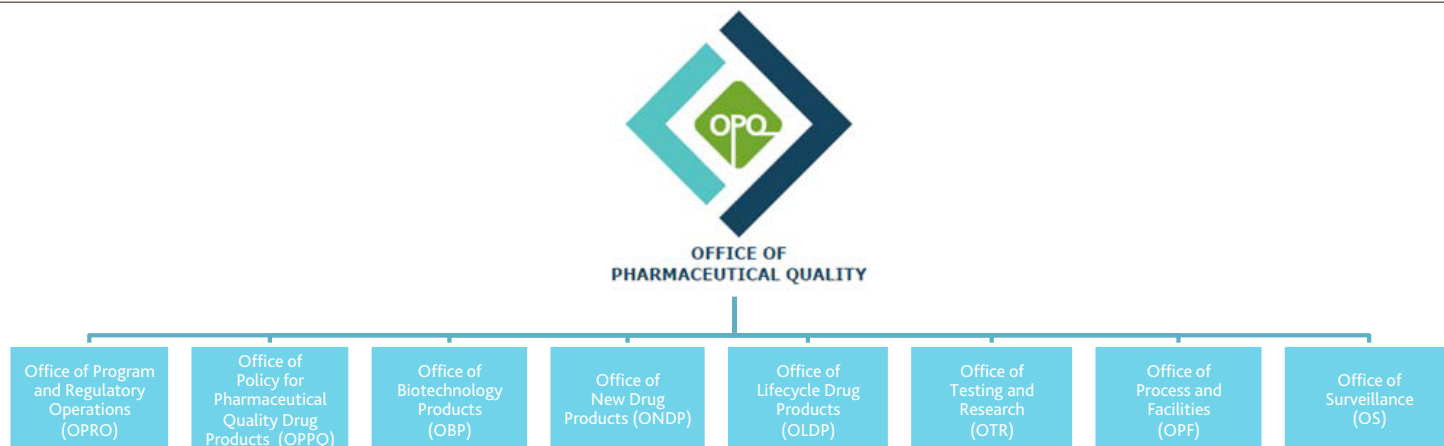 OPQ
OFFICE OF
PHARMACEUTICAL QUALITY
Office of Program
and Regulatory
Operations
(OPRO)
Office of
Policy for
Pharmaceutical
Quality Drug
Products (OPPQ)
Office of
Biotechnology
Products
(OBP)
Office of
New Drug
Products (ONDP)
Office of
Lifecycle Drug
Products
(OLDP)
Office of
Testing and
Research
(OTR)
Office of
Process and
Facilities
(OPF)
Office of
Surveillance
(OS)